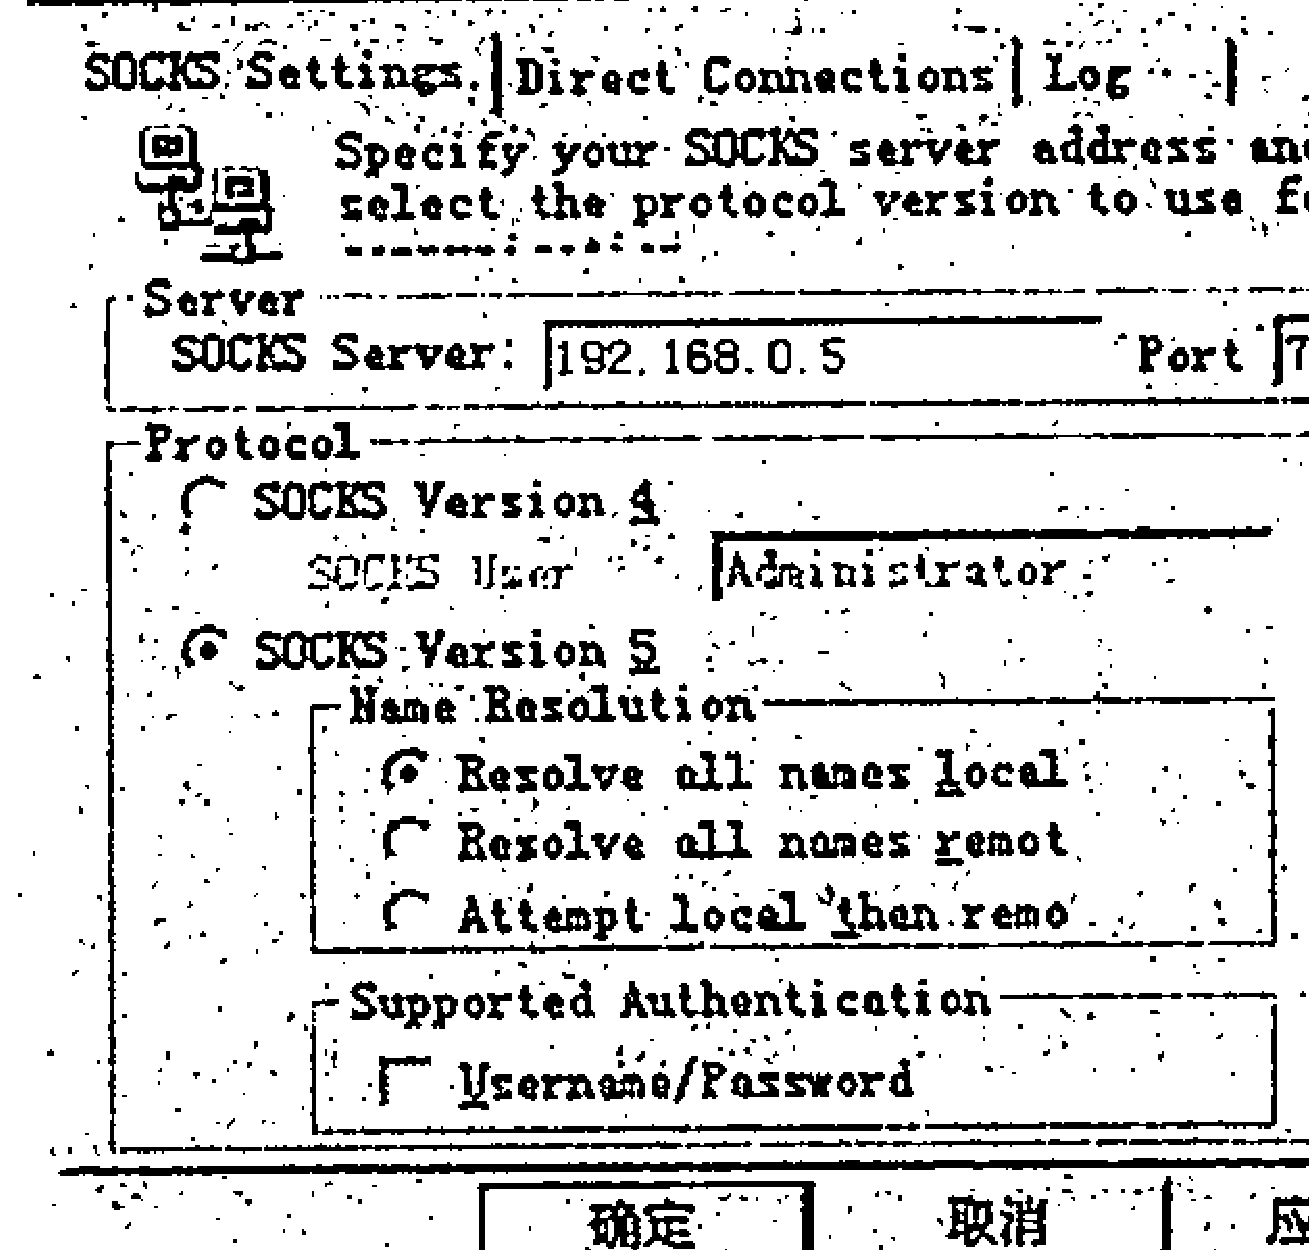 SOCKS Settings Direct Connections Log
Specify your SOCKS server address and
select the protocol version to use
Server
SOCKS Server: 192.168.0.5 Port
Protocol
SOCKS Version 4
SOCKS User Administrator
SOCKS Version 5
Name Resolution
Resolve all names local
Resolve all names remot
Attempt local then remo
Supported Authentication
Username/Password
确定 取消